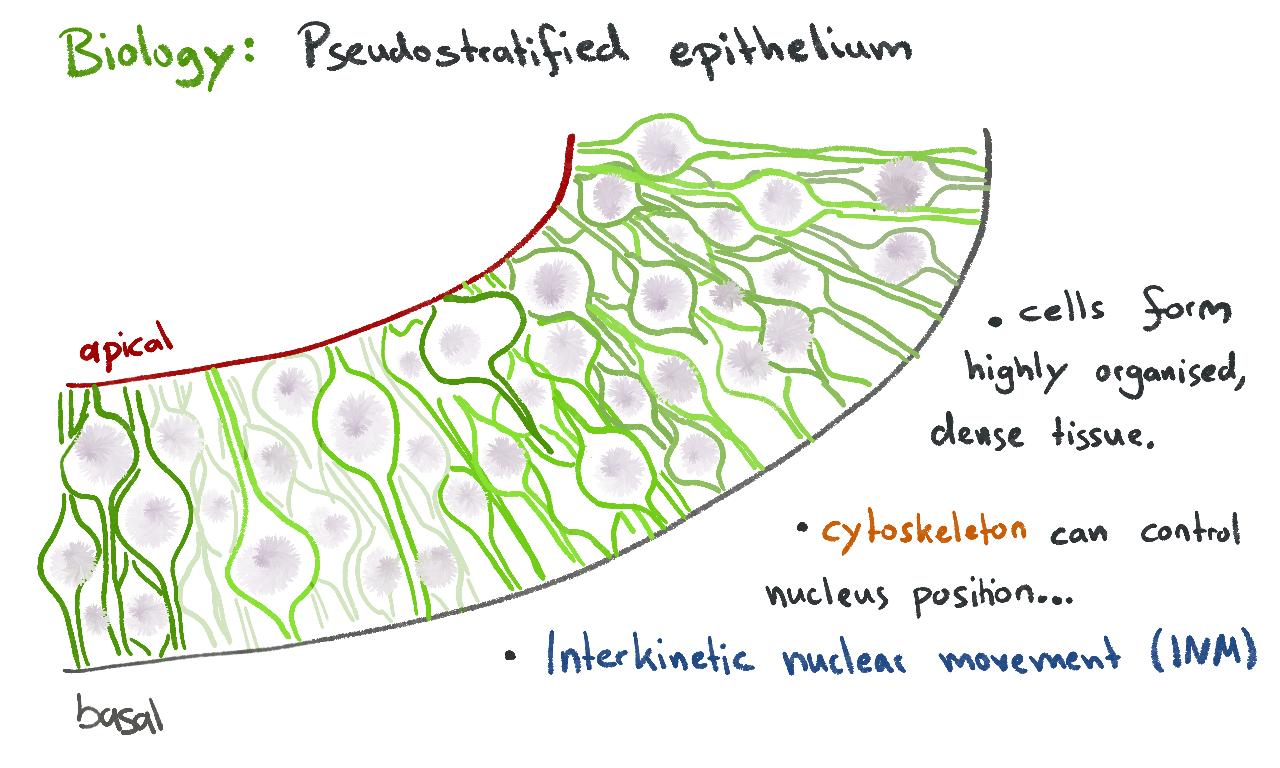 Biology: Pseudostratified epithelium
apical
• cells form
highly organised,
dense tissue.
• cytoskeleton can control
nucleus position...
• Interkinetic nuclear movement (INM)
basal